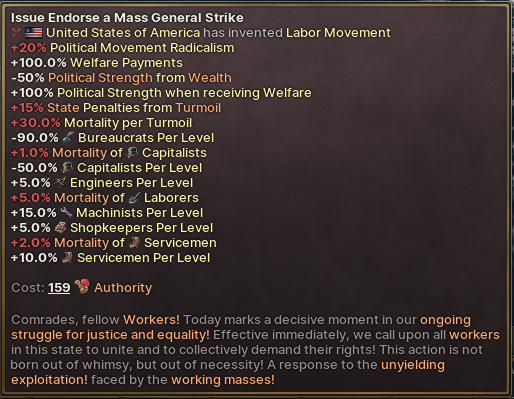 Issue Endorse a Mass General Strike
United States of America has invented Labor Movement
+20% Political Movement Radicalism
+100.0% Welfare Payments
-50% Political Strength from Wealth
+100% Political Strength when receiving Welfare
+15% State Penalties from Turmoil
+30.0% Mortality per Turmoil
-90.0% Bureaucrats Per Level
+1.0% Mortality of Capitalists
-50.0% Capitalists Per Level
+5.0% Engineers Per Level
+5.0% Mortality of Laborers
+15.0% Machinists Per Level
+5.0% Shopkeepers Per Level
+2.0% Mortality of Servicemen
+10.0% Servicemen Per Level
Cost: 159 Authority
Comrades, fellow Workers! Today marks a decisive moment in our ongoing
struggle for justice and equality! Effective immediately, we call upon all workers
in this state to unite and to collectively demand their rights! This action is not
born out of whimsy, but out of necessity! A response to the unyielding
exploitation! faced by the working masses!